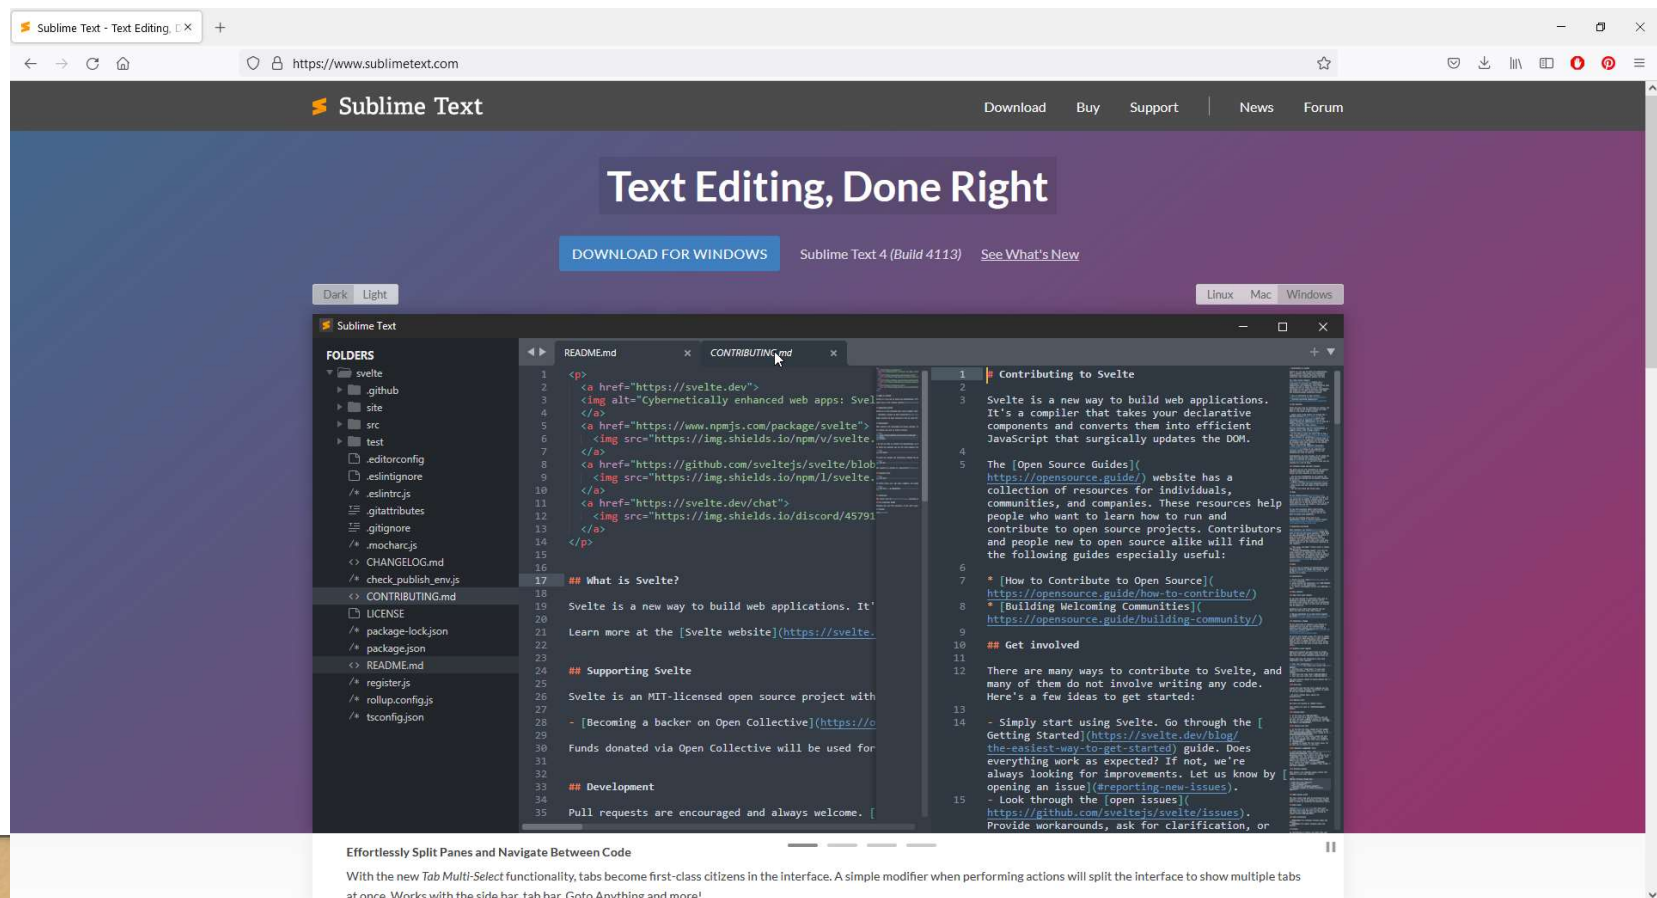 Sublime Text - Text Editing, D
https://www.sublimetext.com
Sublime Text
Download Buy Support News Forum
Text Editing, Done Right
DOWNLOAD FOR WINDOWS Sublime Text 4 (Build 4113) See What's New
Dark Light
Linux Mac Windows
Sublime Text
FOLDERS
svelte
.github
site
src
test
.editorconfig
.eslintignore
/* .eslintrc.js
.gitattributes
.gitignore
/* .mocharc.js
<> CHANGELOG.md
/* check_publish_env.js
<> CONTRIBUTING.md
LICENSE
/* package-lock.json
/* package.json
<> README.md
/* register.js
/* rollup.config.js
/* tsconfig.json
README.md
CONTRIBUTING.md
1 <p>
2 <a href="https://svelte.dev">
3 <img alt="Cybernetically enhanced web apps: Svel
4 </a>
5 <a href="https://www.npmjs.com/package/svelte">
6 <img src="https://img.shields.io/npm/v/svelte.
7 </a>
8 <a href="https://github.com/sveltejs/svelte/blob
9 <img src="https://img.shields.io/npm/l/svelte.
10 </a>
11 <a href="https://svelte.dev/chat">
12 <img src="https://img.shields.io/discord/45791
13 </a>
14 </p>
15
16
17 ## What is Svelte?
18
19 Svelte is a new way to build web applications. It'
20
21 Learn more at the [Svelte website](https://svelte.
22
23
24 ## Supporting Svelte
25
26 Svelte is an MIT-licensed open source project with
27
28 - [Becoming a backer on Open Collective](https://o
29
30 Funds donated via Open Collective will be used for
31
32
33 ## Development
34
35 Pull requests are encouraged and always welcome. [
1 # Contributing to Svelte
2
3 Svelte is a new way to build web applications.
It's a compiler that takes your declarative
components and converts them into efficient
JavaScript that surgically updates the DOM.
4
5 The [Open Source Guides](
https://opensource.guide/) website has a
collection of resources for individuals,
communities, and companies. These resources help
people who want to learn how to run and
contribute to open source projects. Contributors
and people new to open source alike will find
the following guides especially useful:
6
7 * [How to Contribute to Open Source](
https://opensource.guide/how-to-contribute/)
8 * [Building Welcoming Communities](
https://opensource.guide/building-community/)
9
10 ## Get involved
11
12 There are many ways to contribute to Svelte, and
many of them do not involve writing any code.
Here's a few ideas to get started:
13
14 - Simply start using Svelte. Go through the [
Getting Started](https://svelte.dev/blog/
the-easiest-way-to-get-started) guide. Does
everything work as expected? If not, we're
always looking for improvements. Let us know by [
opening an issue](#reporting-new-issues).
15 - Look through the [open issues](
https://github.com/sveltejs/svelte/issues).
Provide workarounds, ask for clarification, or
Effortlessly Split Panes and Navigate Between Code
With the new Tab Multi-Select functionality, tabs become first-class citizens in the interface. A simple modifier when performing actions will split the interface to show multiple tabs
at once. Works with the side bar, tab bar, Goto Anything and more!